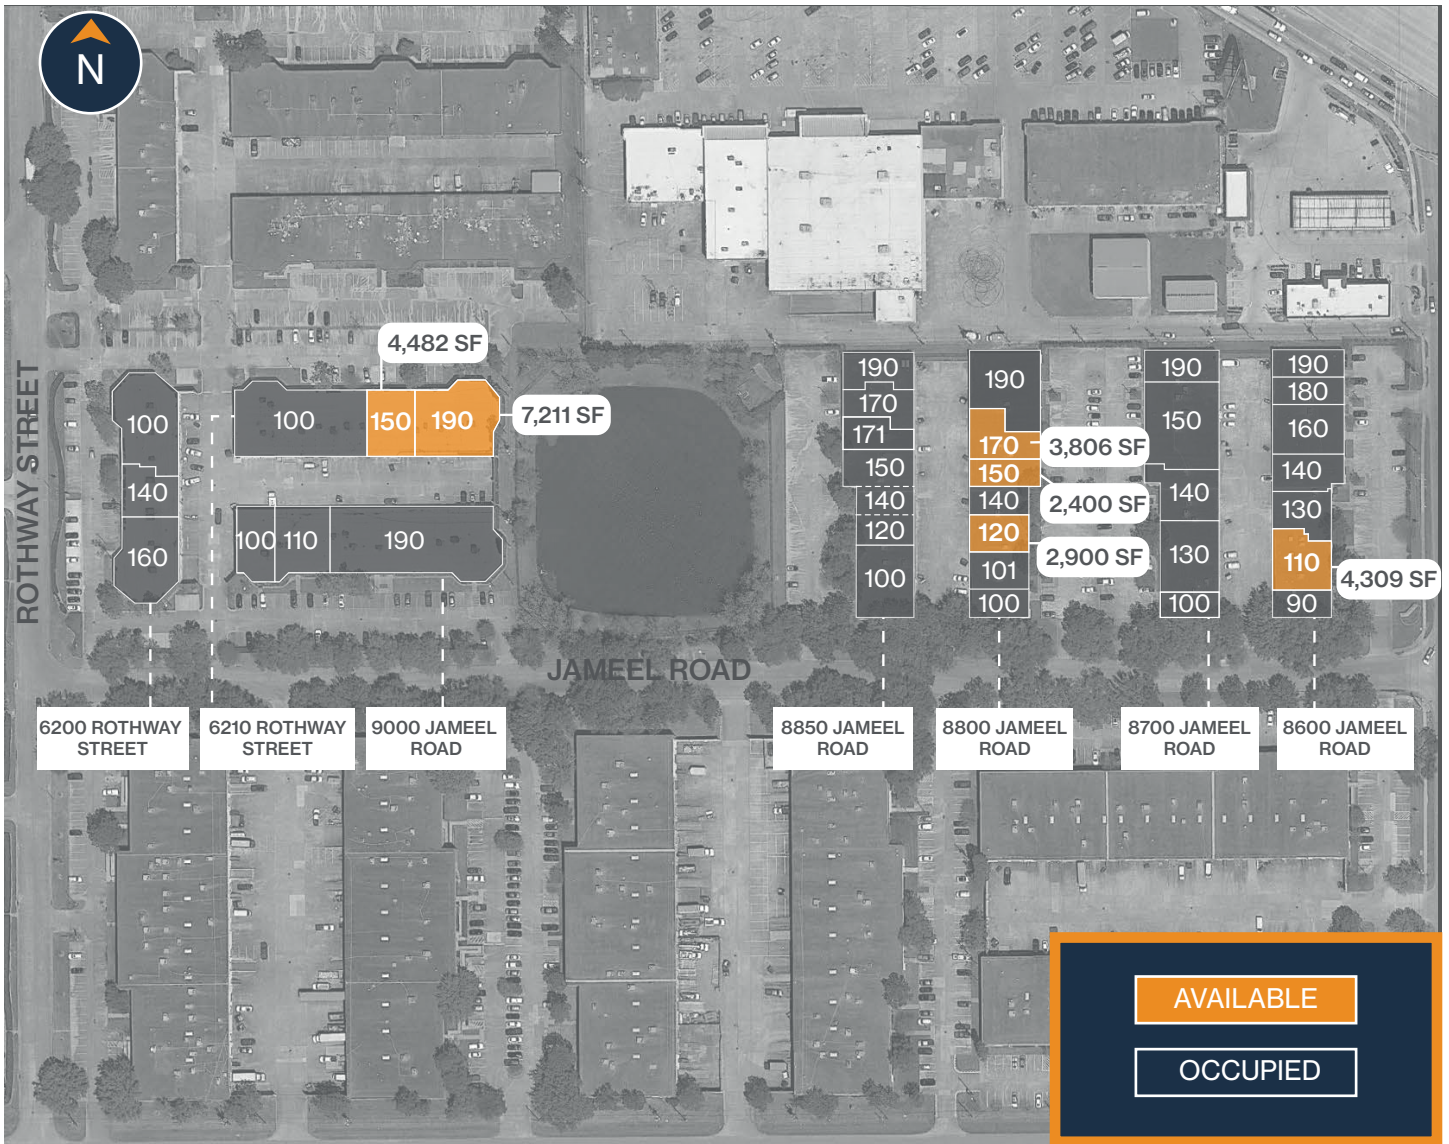 N
4,482 SF
7,211 SF
ROTHWAY STREET
100
140
160
100
150
190
100
110
190
190
170
171
150
140
120
100
190
170
150
140
120
101
100
3,806 SF
2,400 SF
2,900 SF
190
150
140
130
100
190
180
160
140
130
110
90
4,309 SF
JAMEEL ROAD
6200 ROTHWAY
STREET
6210 ROTHWAY
STREET
9000 JAMEEL
ROAD
8850 JAMEEL
ROAD
8800 JAMEEL
ROAD
8700 JAMEEL
ROAD
8600 JAMEEL
ROAD
AVAILABLE
OCCUPIED